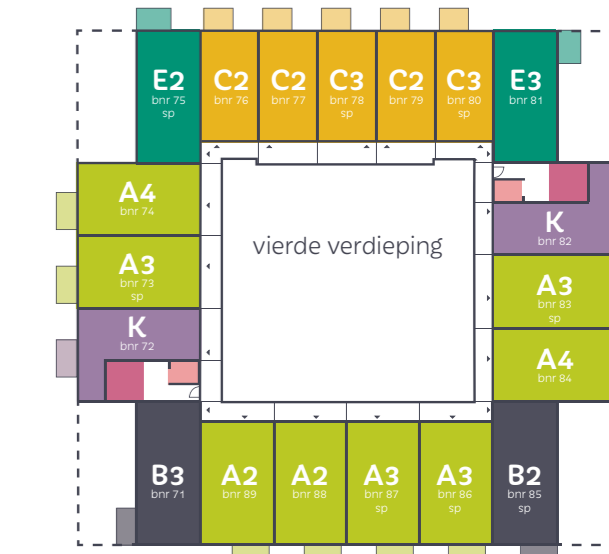 E2
bnr 75
sp
C2
bnr 76
C2
bnr 77
C3
bnr 78
sp
C2
bnr 79
C3
bnr 80
sp
E3
bnr 81
A4
bnr 74
A3
bnr 73
sp
K
bnr 72
vierde verdieping
K
bnr 82
A3
bnr 83
sp
A4
bnr 84
B3
bnr 71
A2
bnr 89
A2
bnr 88
A3
bnr 87
sp
A3
bnr 86
sp
B2
bnr 85
sp